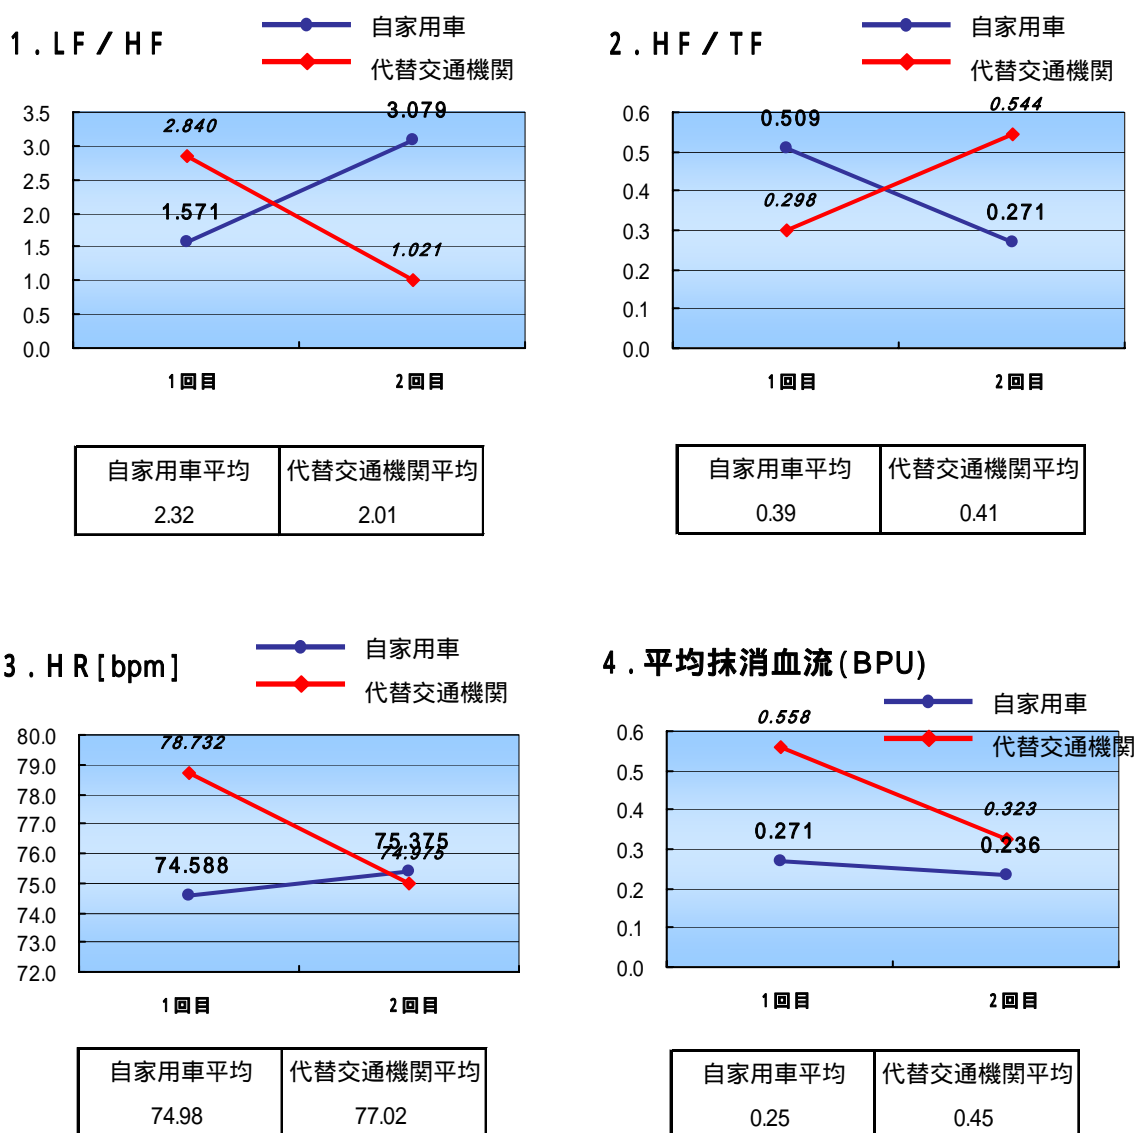 1．LF／HF
自家用車
代替交通機関
3.5
3.0
2.5
2.0
1.5
1.0
0.5
0.0
2.840
3.079
1.571
1.021
1回目
2回目
自家用車平均 代替交通機関平均
2.32 2.01
2．HF／TF
自家用車
代替交通機関
0.6
0.5
0.4
0.3
0.2
0.1
0.0
0.509
0.544
0.298
0.271
1回目
2回目
自家用車平均 代替交通機関平均
0.39 0.41
3．HR[bpm]
自家用車
代替交通機関
80.0
79.0
78.0
77.0
76.0
75.0
74.0
73.0
72.0
78.732
75.375
74.975
74.588
1回目
2回目
自家用車平均 代替交通機関平均
74.98 77.02
4．平均抹消血流(BPU)
自家用車
代替交通機関
0.6
0.5
0.4
0.3
0.2
0.1
0.0
0.558
0.323
0.271
0.236
1回目
2回目
自家用車平均 代替交通機関平均
0.25 0.45